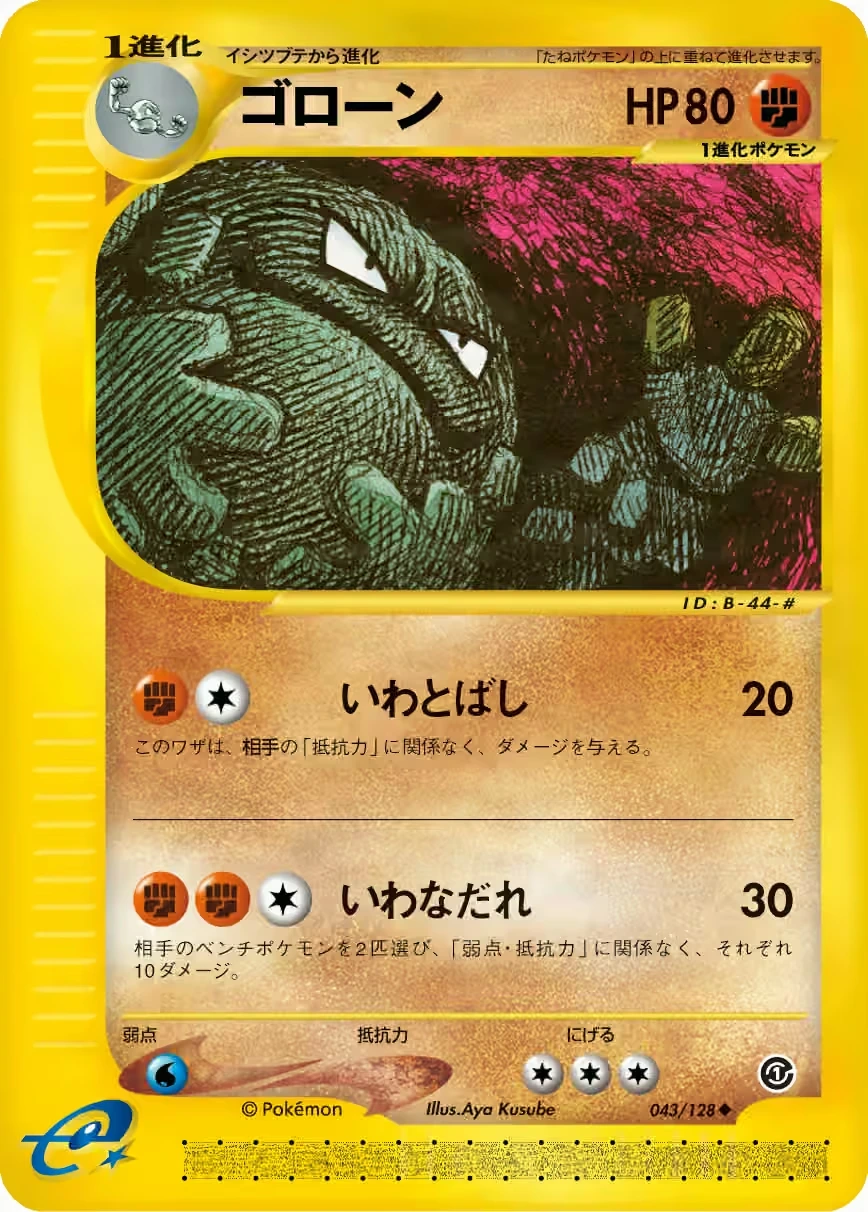 1進化
イシツブテから進化
「たねポケモン」の上に重ねて進化させます。
ゴローン
HP80
1進化ポケモン
ID:B-44-#
いわとばし 20
このワザは、相手の「抵抗力」に関係なく、ダメージを与える。
いわなだれ 30
相手のベンチポケモンを2匹選び、「弱点・抵抗力」に関係なく、それぞれ
10ダメージ。
弱点 抵抗力 にげる
1
© Pokémon Illus.Aya Kusube 043/128◆
e